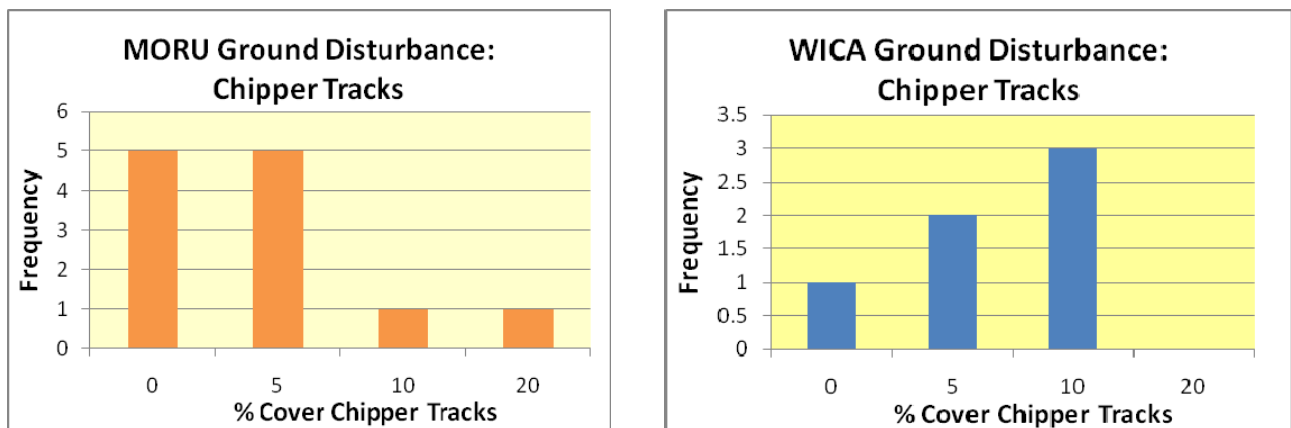 MORU Ground Disturbance:
Chipper Tracks
6
5
4
3
2
1
0
Frequency
0 5 10 20
% Cover Chipper Tracks
WICA Ground Disturbance:
Chipper Tracks
3.5
3
2.5
2
1.5
1
0.5
0
Frequency
0 5 10 20
% Cover Chipper Tracks